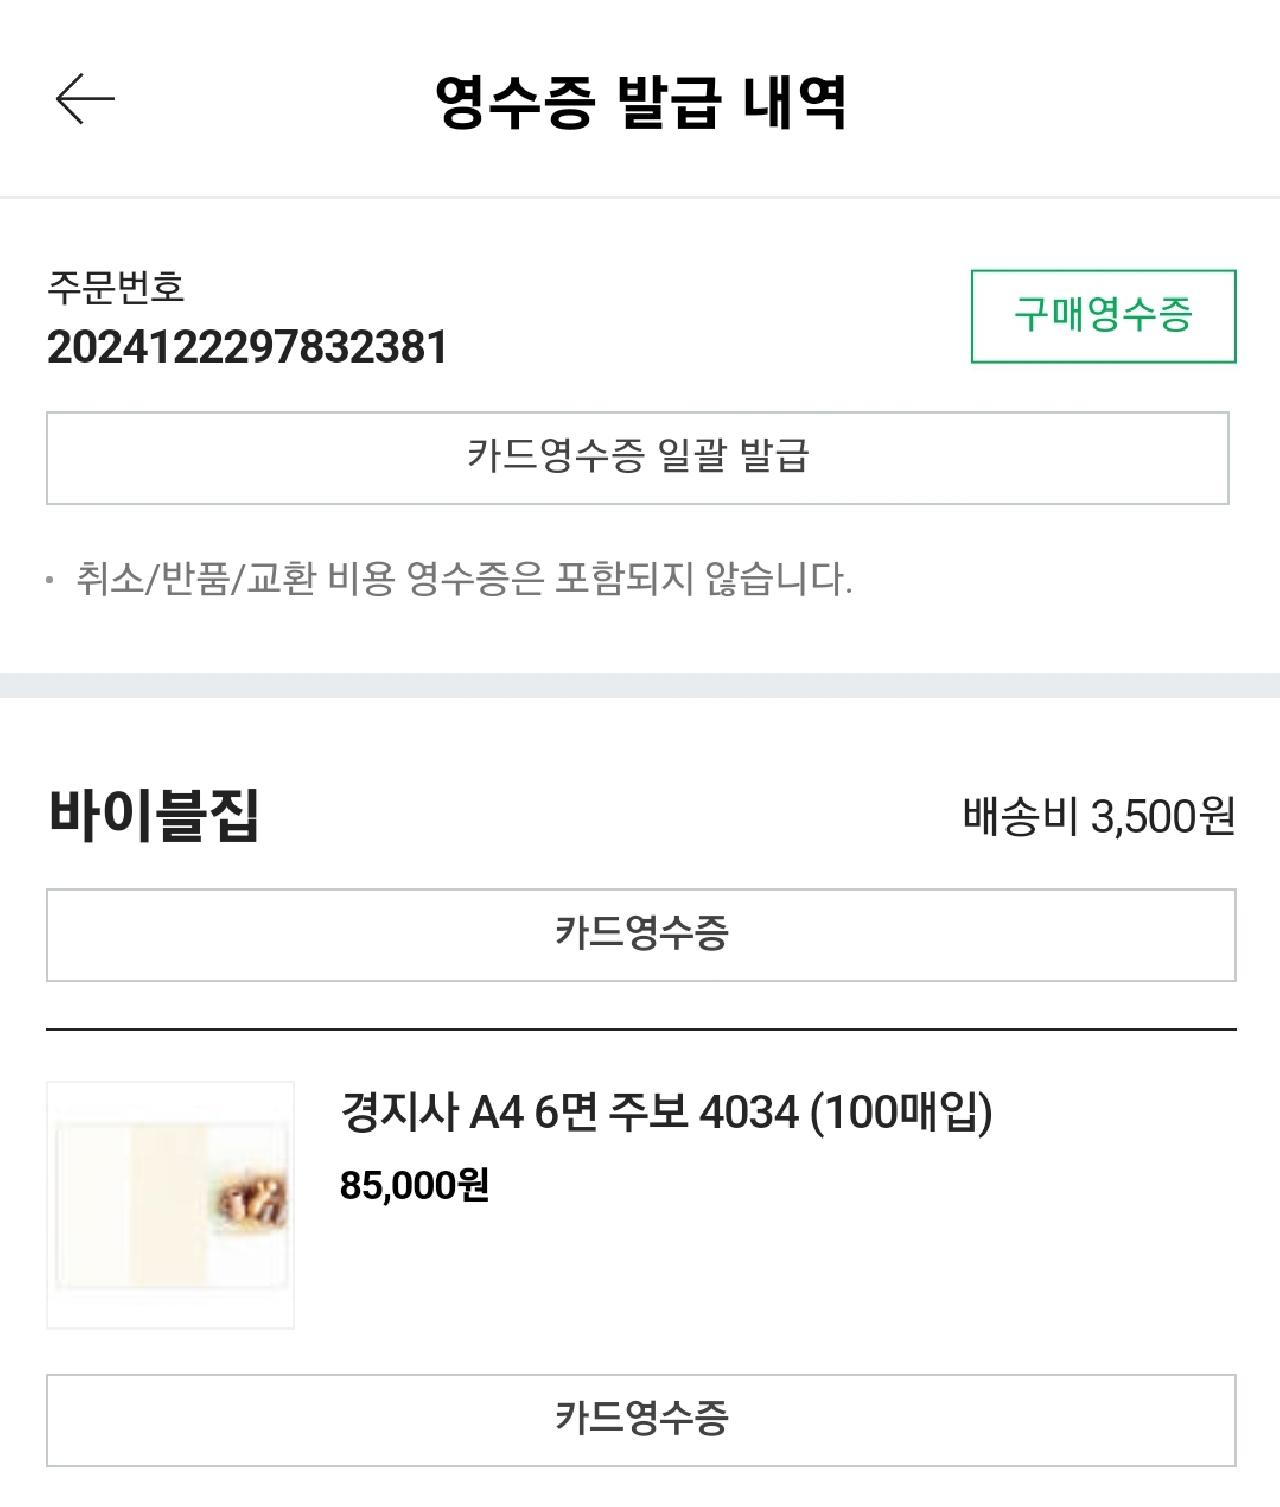 영수증 발급 내역
주문번호
2024122297832381
구매영수증
카드영수증 일괄 발급
· 취소/반품/교환 비용 영수증은 포함되지 않습니다.
바이블집
배송비 3,500원
카드영수증
경지사 A4 6면 주보 4034 (100매입)
85,000원
카드영수증